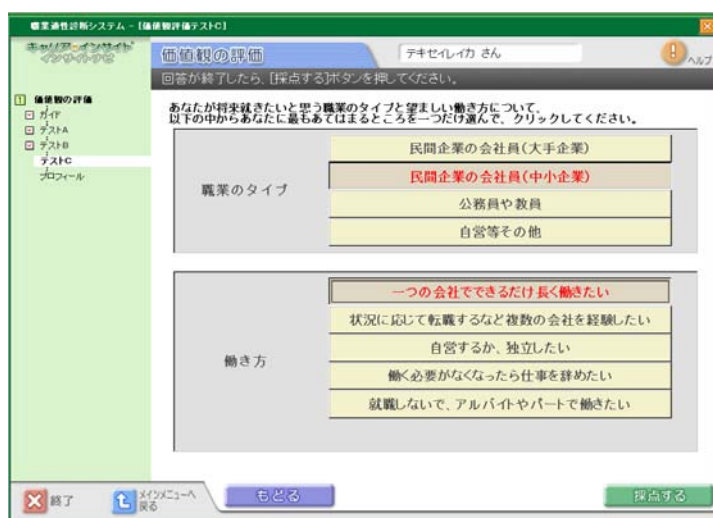 職業適性診断システム - [価値観評価テストC]
キャリア・インサイト
価値観の評価
テキセイレイカ さん
ヘルプ
回答が終了したら、[採点する]ボタンを押してください。
1 価値観の評価
ガイド
テストA
テストB
テストC
プロフィール
あなたが将来就きたいと思う職業のタイプと望ましい働き方について、
以下の中からあなたに最もあてはまるところを一つだけ選んで、クリックしてください。
職業のタイプ
民間企業の会社員(大手企業)
民間企業の会社員(中小企業)
公務員や教員
自営等その他
働き方
一つの会社でできるだけ長く働きたい
状況に応じて転職するなど複数の会社を経験したい
自営するか、独立したい
働く必要がなくなったら仕事を辞めたい
就職しないで、アルバイトやパートで働きたい
終了
メインメニューへ
戻る
もどる
採点する